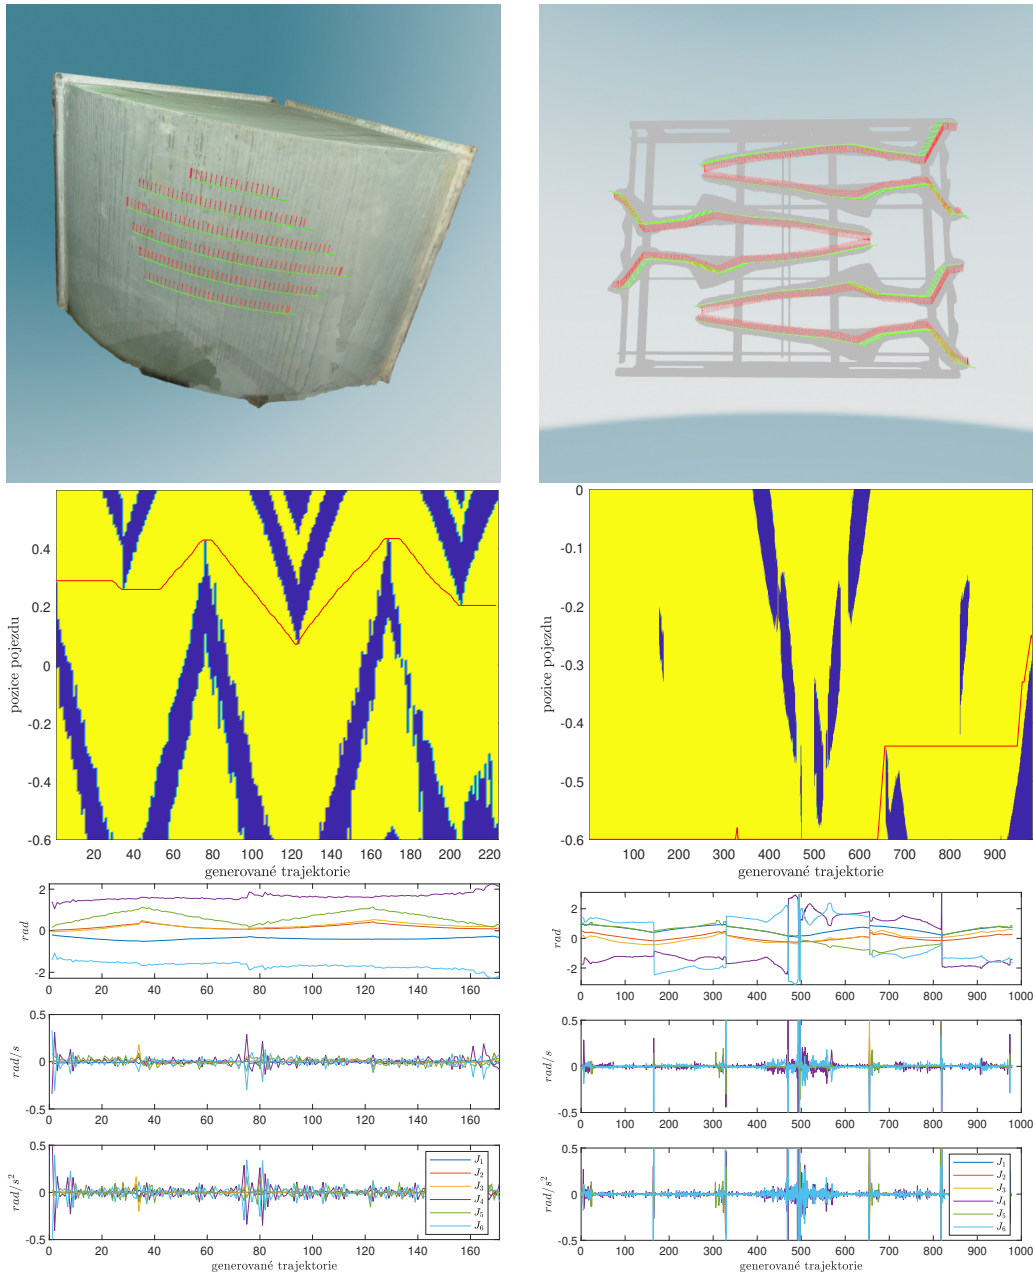 0.4
0.2
0
-0.2
-0.4
-0.6
pozice pojezdu
20 40 60 80 100 120 140 160 180 200 220
generované trajektorie
0
-0.1
-0.2
-0.3
-0.4
-0.5
-0.6
pozice pojezdu
100 200 300 400 500 600 700 800 900
generované trajektorie
2
0
-2
rad
0 20 40 60 80 100 120 140 160
0.5
0
-0.5
rad/s
0 20 40 60 80 100 120 140 160
0.5
0
-0.5
rad/s²
J₁
J₂
J₃
J₄
J₅
J₆
0 20 40 60 80 100 120 140 160
generované trajektorie
2
0
-2
rad
0 100 200 300 400 500 600 700 800 900 1000
0.5
0
-0.5
rad/s
0 100 200 300 400 500 600 700 800 900 1000
0.5
0
-0.5
rad/s²
J₁
J₂
J₃
J₄
J₅
J₆
0 100 200 300 400 500 600 700 800 900 1000
generované trajektorie